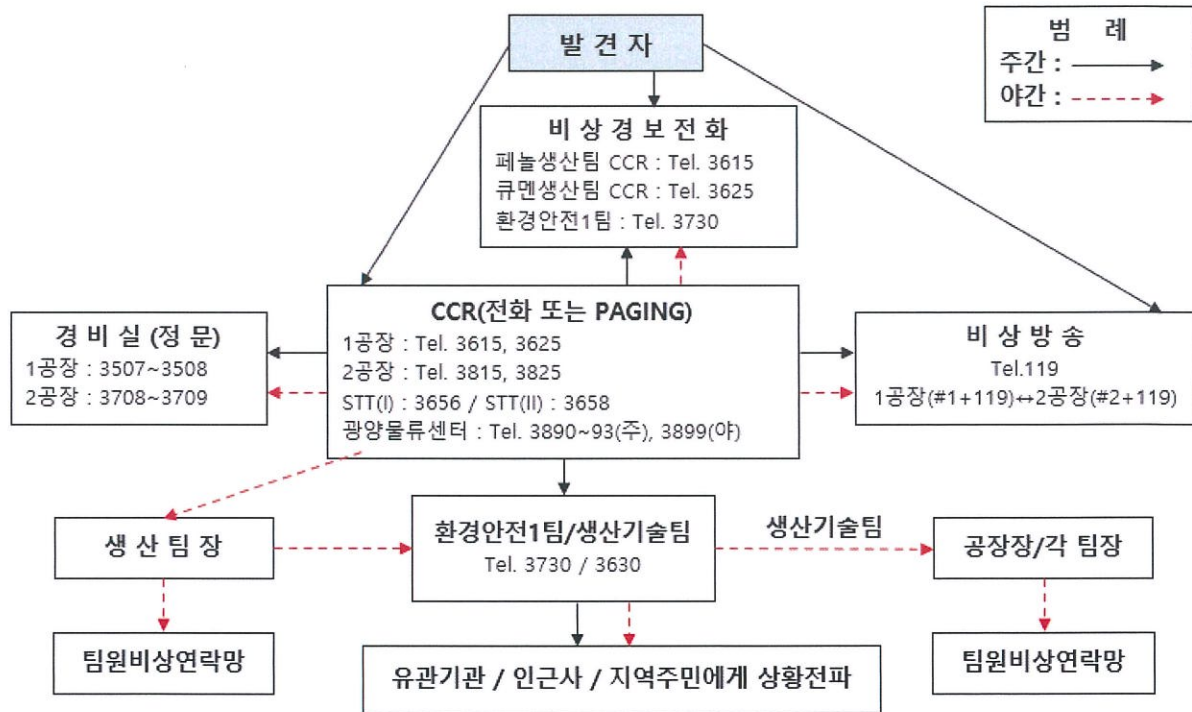 발 견 자
범 례
주간 :
야간 :
비 상 경 보 전 화
페놀생산팀 CCR : Tel. 3615
큐멘생산팀 CCR : Tel. 3625
환경안전1팀 : Tel. 3730
CCR(전화 또는 PAGING)
1공장 : Tel. 3615, 3625
2공장 : Tel. 3815, 3825
STT(I) : 3656 / STT(II) : 3658
광양물류센터 : Tel. 3890~93(주), 3899(야)
경 비 실 (정 문)
1공장 : 3507~3508
2공장 : 3708~3709
비 상 방 송
Tel.119
1공장(#1+119)↔2공장(#2+119)
생 산 팀 장
환경안전1팀/생산기술팀
Tel. 3730 / 3630
생산기술팀
공장장/각 팀장
팀원비상연락망
유관기관 / 인근사 / 지역주민에게 상황전파
팀원비상연락망